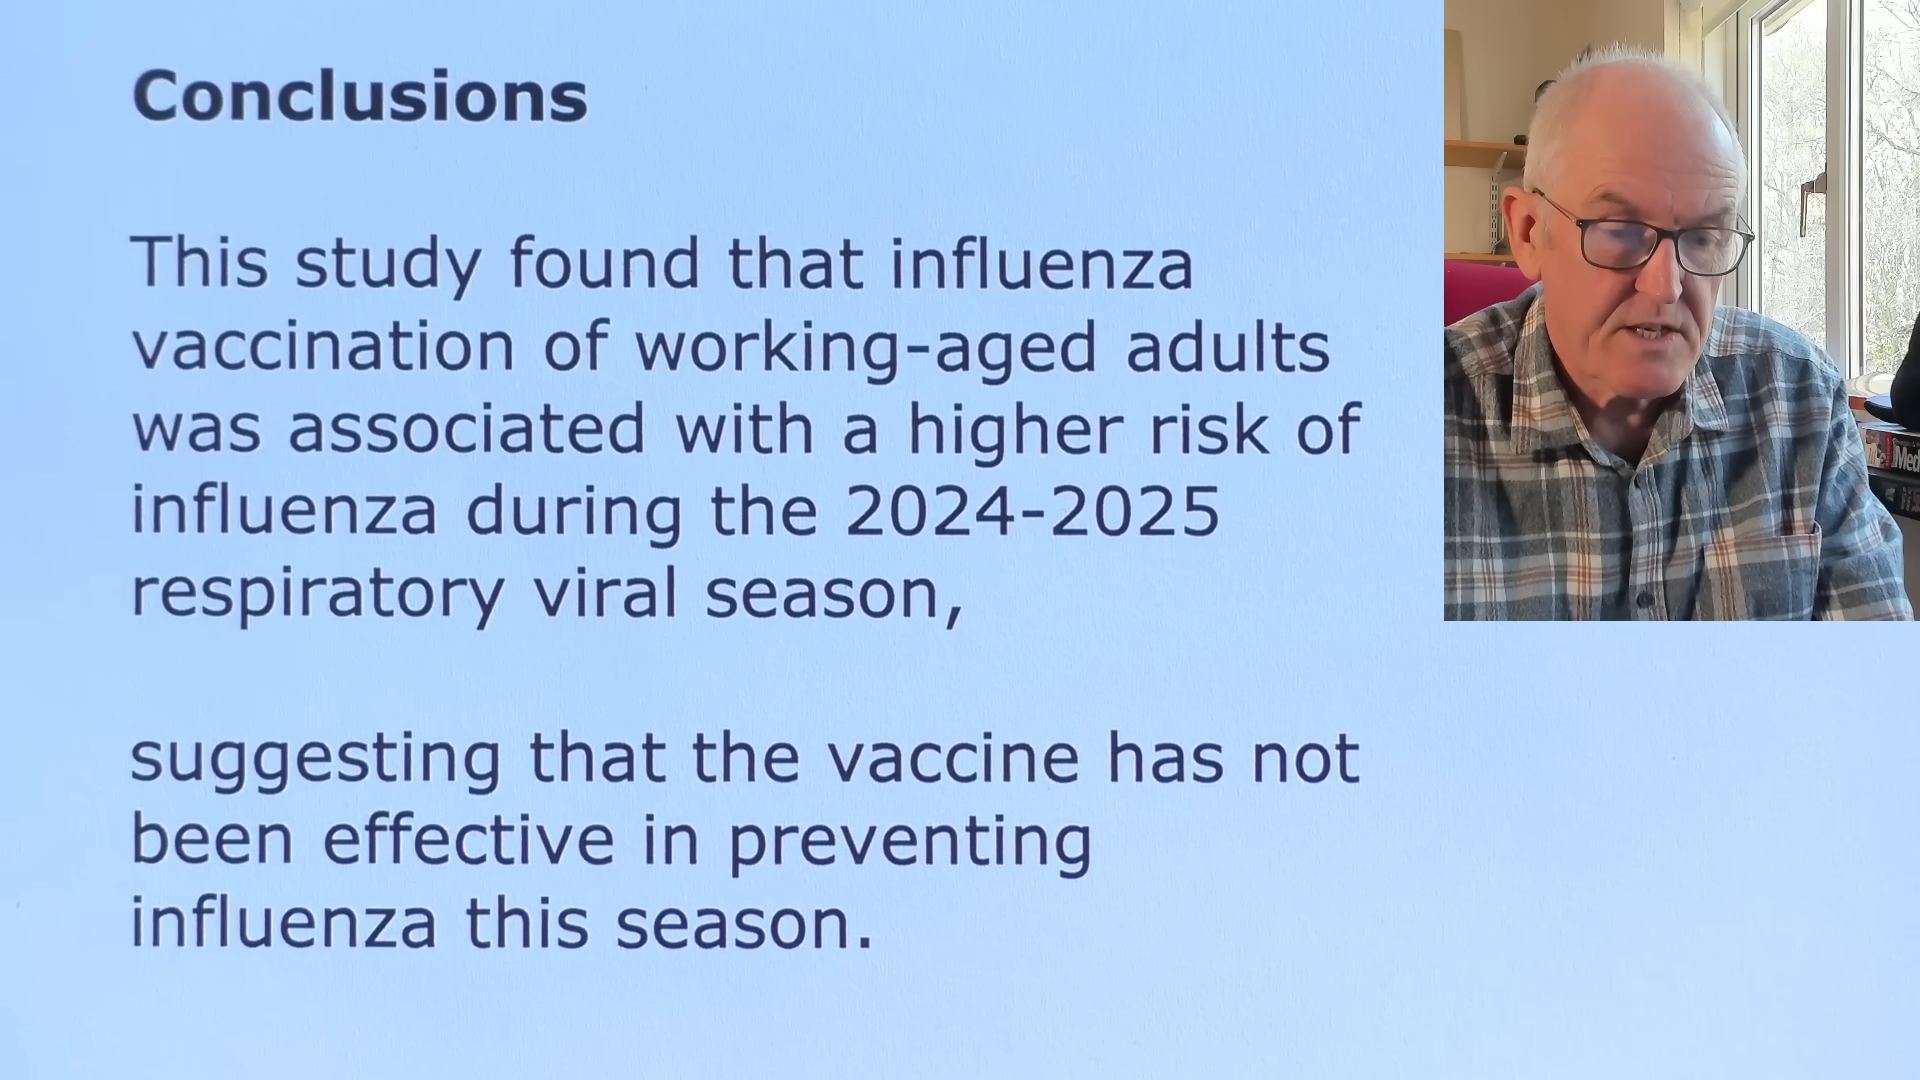 Conclusions
This study found that influenza
vaccination of working-aged adults
was associated with a higher risk of
influenza during the 2024-2025
respiratory viral season,
suggesting that the vaccine has not
been effective in preventing
influenza this season.